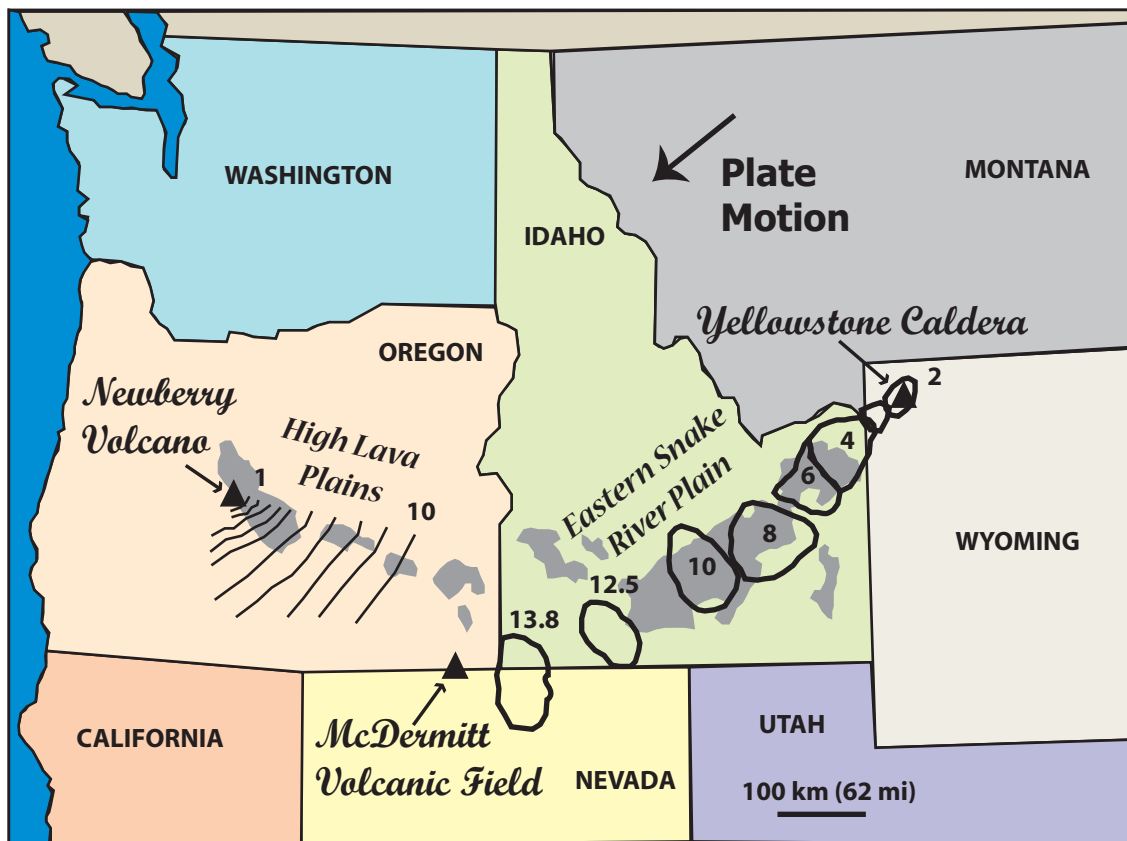 WASHINGTON
MONTANA
Plate
Motion
IDAHO
Yellowstone Caldera
OREGON
2
Newberry
Volcano
High Lava
Plains
1
10
Eastern Snake
River Plain
4
6
8
10
12.5
13.8
WYOMING
CALIFORNIA
McDermitt
Volcanic Field
NEVADA
UTAH
100 km (62 mi)